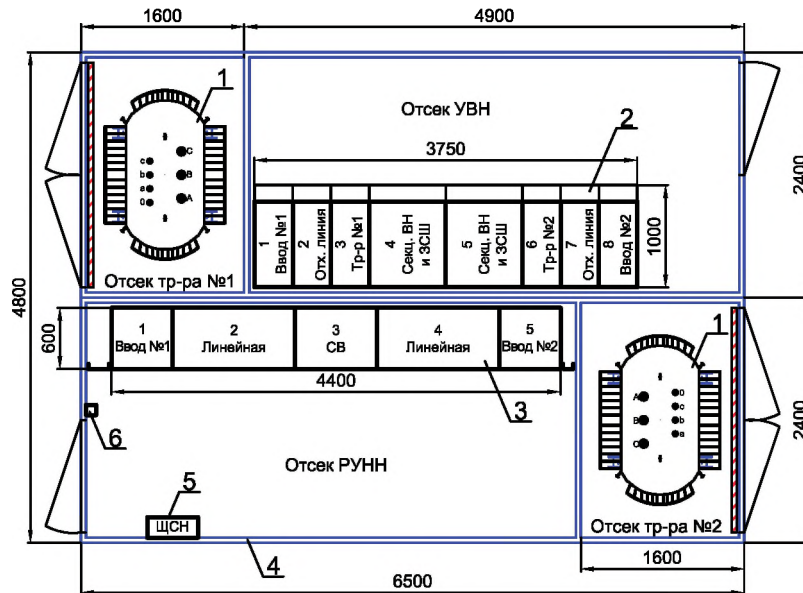 1600
4900
1
Отсек УВН
2
3750
c
b
a
0
C
B
A
1 Ввод №1
2 Отх. линия
3 Тр-р №1
4 Секц. ВН и ЗСШ
5 Секц. ВН и ЗСШ
6 Тр-р №2
7 Отх. линия
8 Ввод №2
1000
2400
Отсек тр-ра №1
4800
600
1
Ввод №1
2
Линейная
3
СВ
4
Линейная
5
Ввод №2
4400
3
1
A
B
C
0
c
b
a
2400
6
Отсек РУНН
5
ЩСН
4
Отсек тр-ра №2
1600
6500